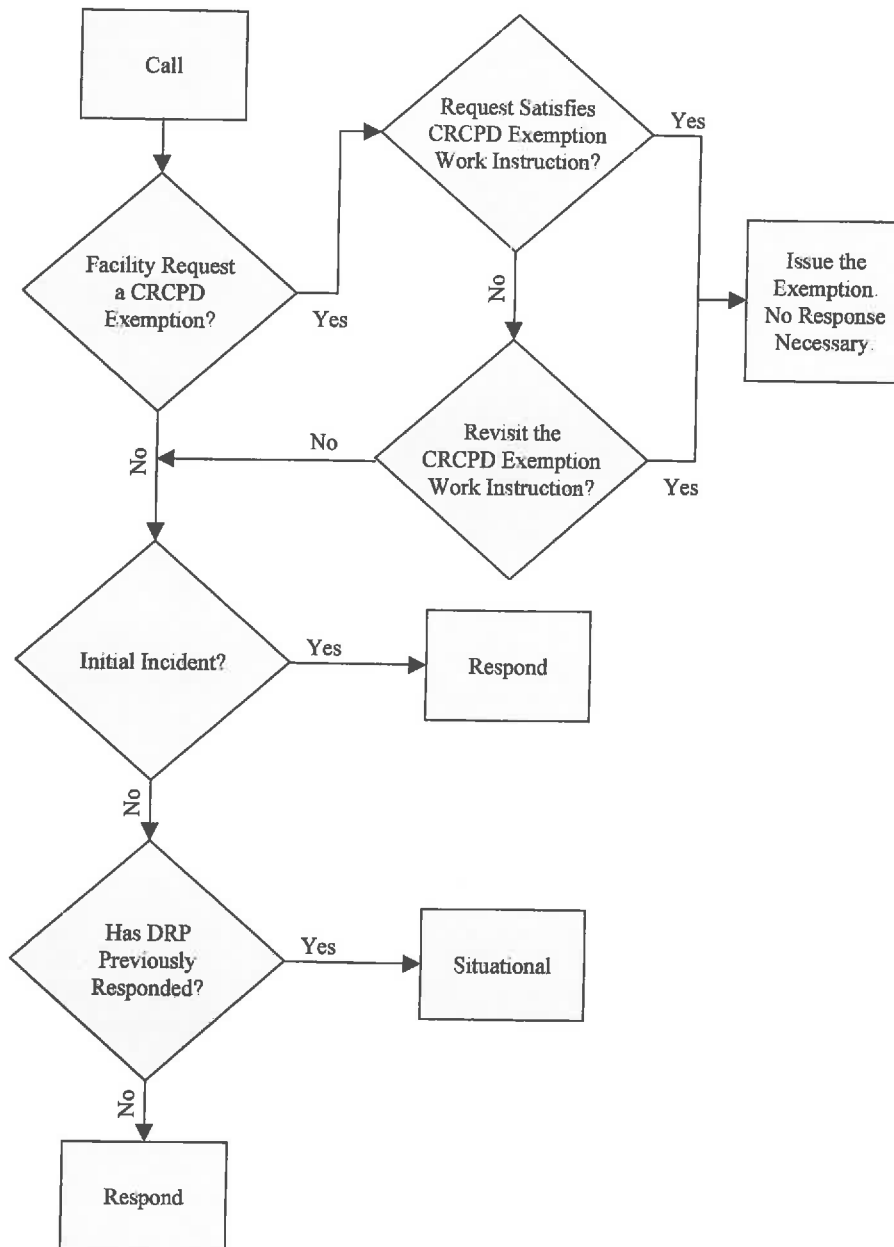 Call
Request Satisfies
CRCPD Exemption
Work Instruction?
Yes
Facility Request
a CRCPD
Exemption?
Yes
No
Issue the
Exemption.
No Response
Necessary.
No
Revisit the
CRCPD Exemption
Work Instruction?
Yes
No
Initial Incident?
Yes
Respond
No
Has DRP
Previously
Responded?
Yes
Situational
No
Respond